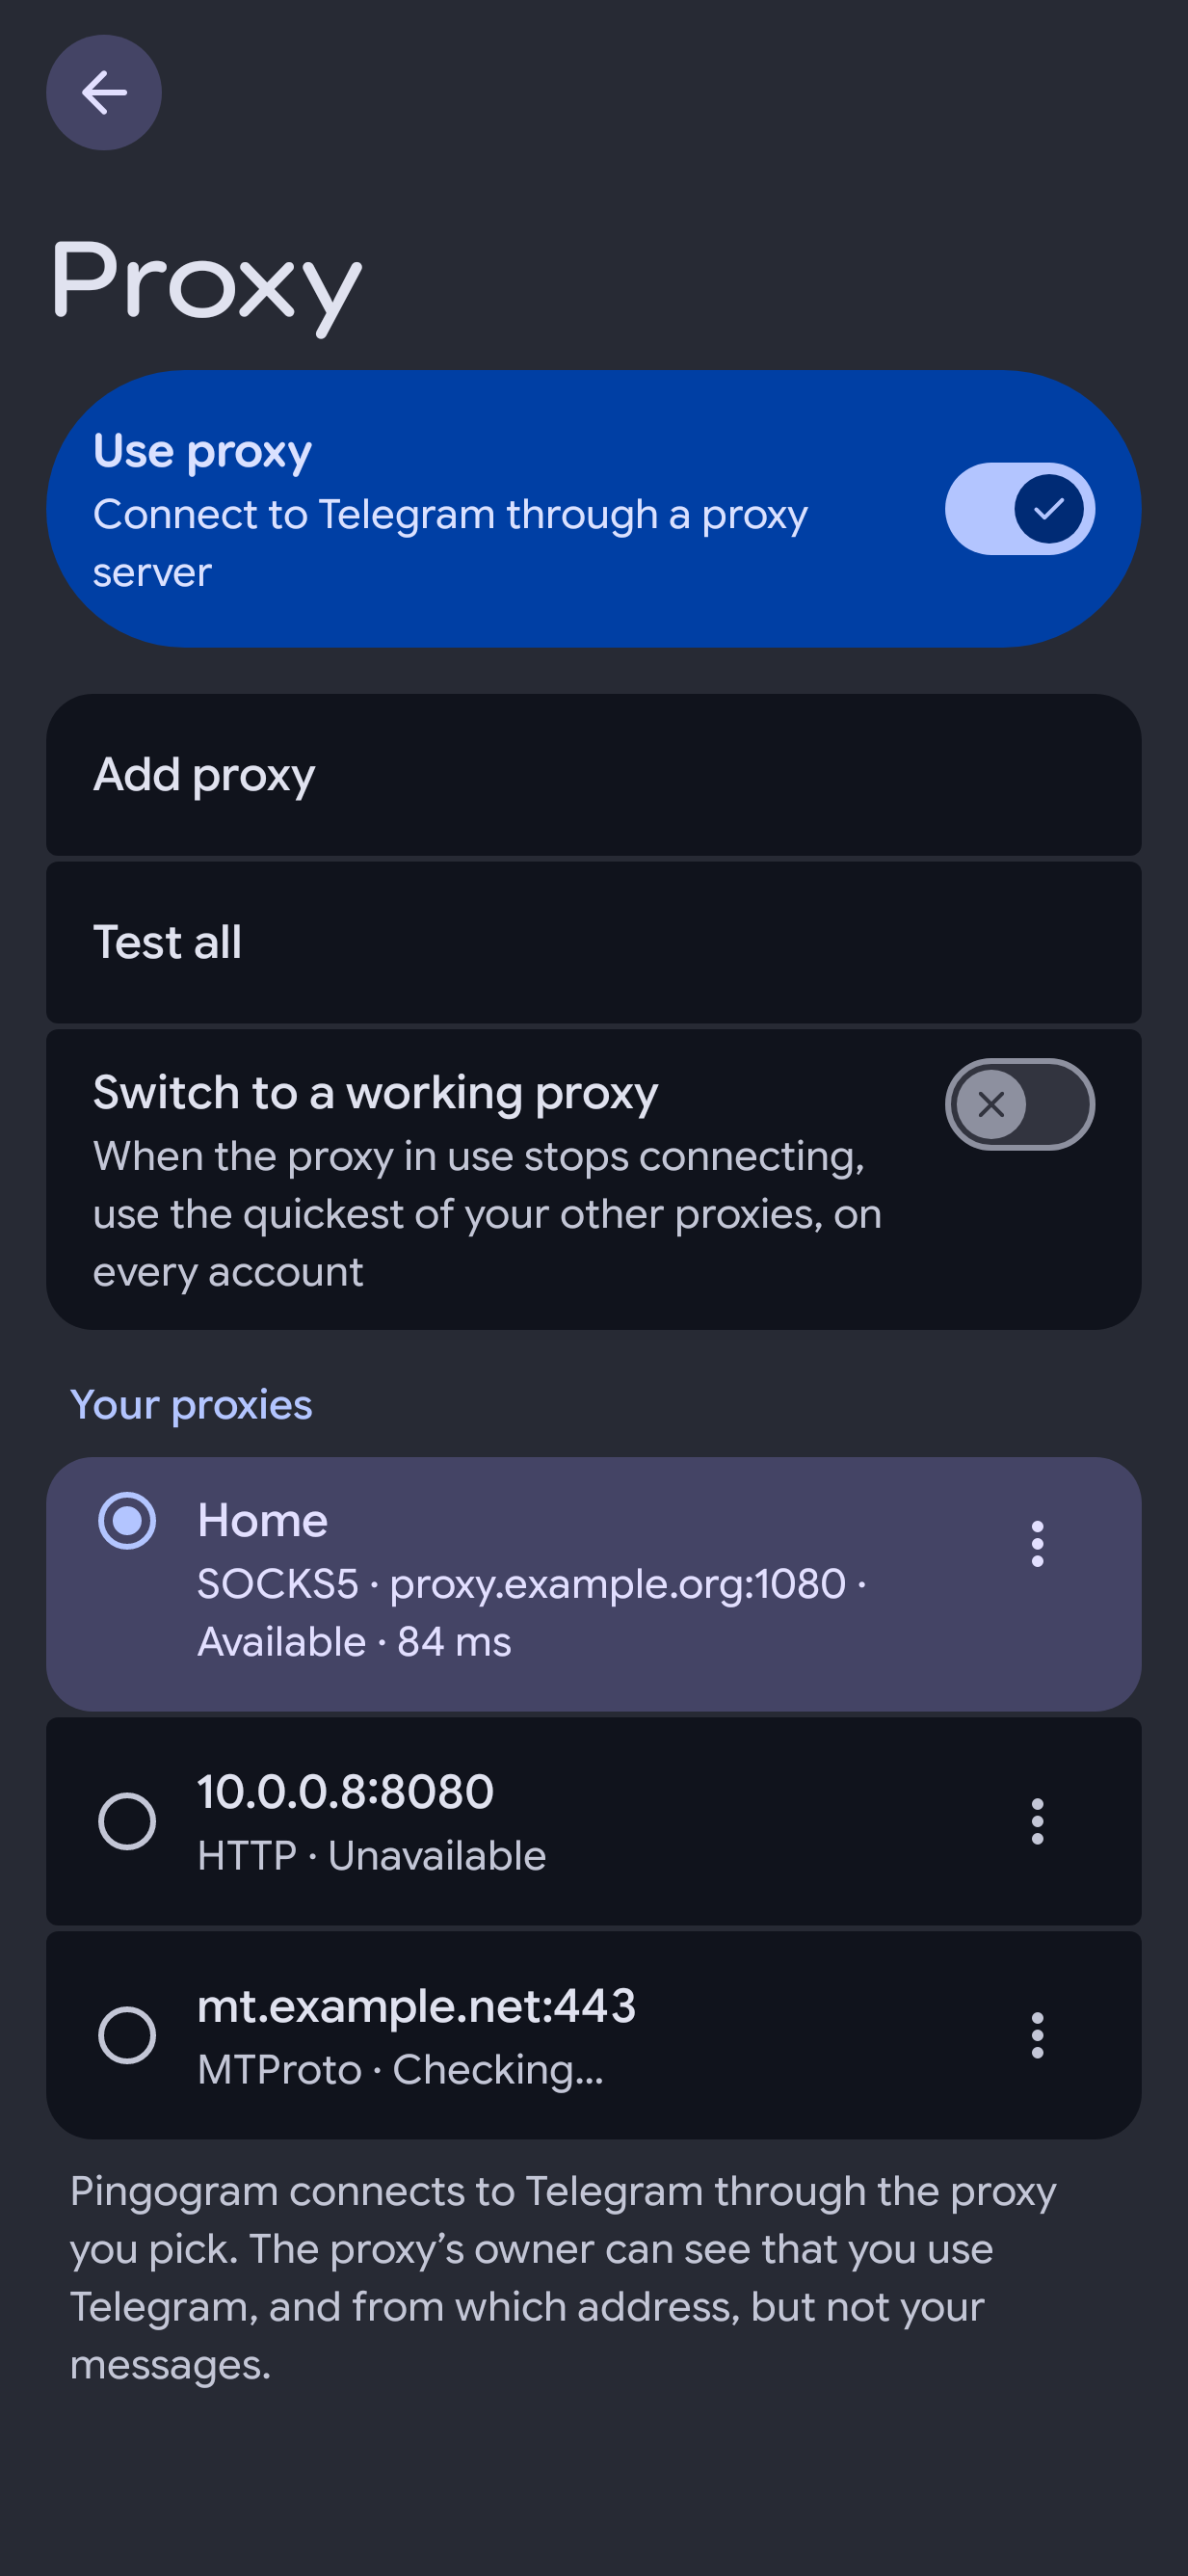 Proxy
Use proxy
Connect to Telegram through a proxy
server
Add proxy
Test all
Switch to a working proxy
When the proxy in use stops connecting,
use the quickest of your other proxies, on
every account
Your proxies
Home
SOCKS5 · proxy.example.org:1080 ·
Available · 84 ms
10.0.0.8:8080
HTTP · Unavailable
mt.example.net:443
MTProto · Checking...
Pingogram connects to Telegram through the proxy
you pick. The proxy’s owner can see that you use
Telegram, and from which address, but not your
messages.